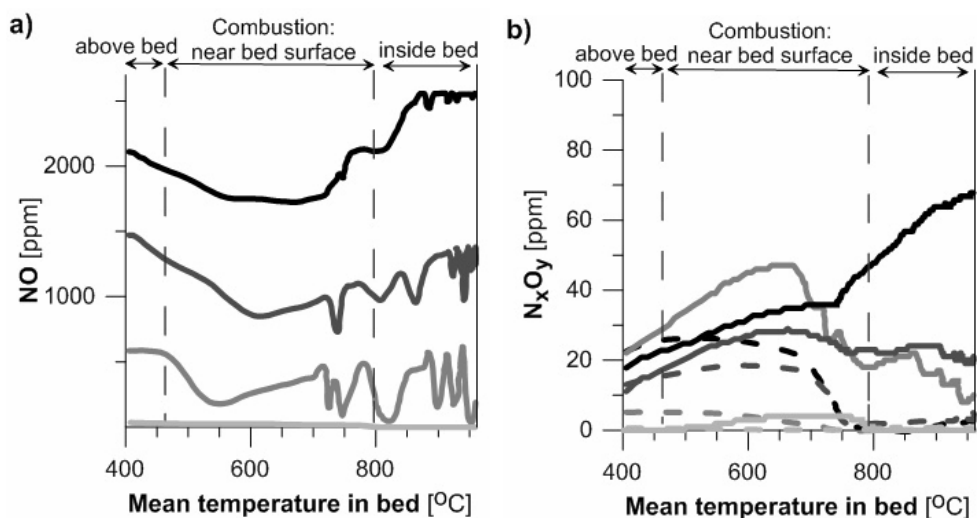 a)
Combustion:
above bed near bed surface inside bed
NO [ppm]
2000
1000
400 600 800
Mean temperature in bed [°C]
b)
Combustion:
above bed near bed surface inside bed
NxOy [ppm]
100
80
60
40
20
0
400 600 800
Mean temperature in bed [°C]